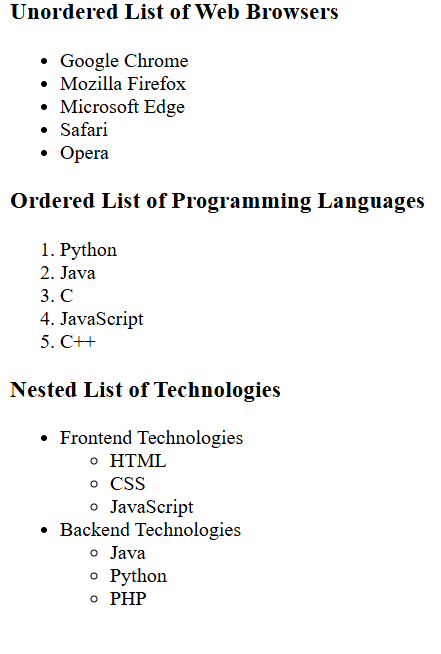 Unordered List of Web Browsers
• Google Chrome
• Mozilla Firefox
• Microsoft Edge
• Safari
• Opera
Ordered List of Programming Languages
1. Python
2. Java
3. C
4. JavaScript
5. C++
Nested List of Technologies
• Frontend Technologies
○ HTML
○ CSS
○ JavaScript
• Backend Technologies
○ Java
○ Python
○ PHP